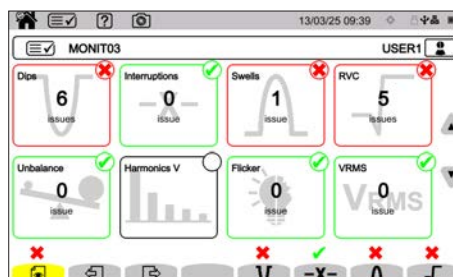 13/03/25 09:39
MONIT03 USER1
Dips Interruptions Swells RVC
6 0 1 5
issues issue issue issues
Unbalance Harmonics V Flicker VRMS
0 0 0
issue issue issue
VRMS
V -X-